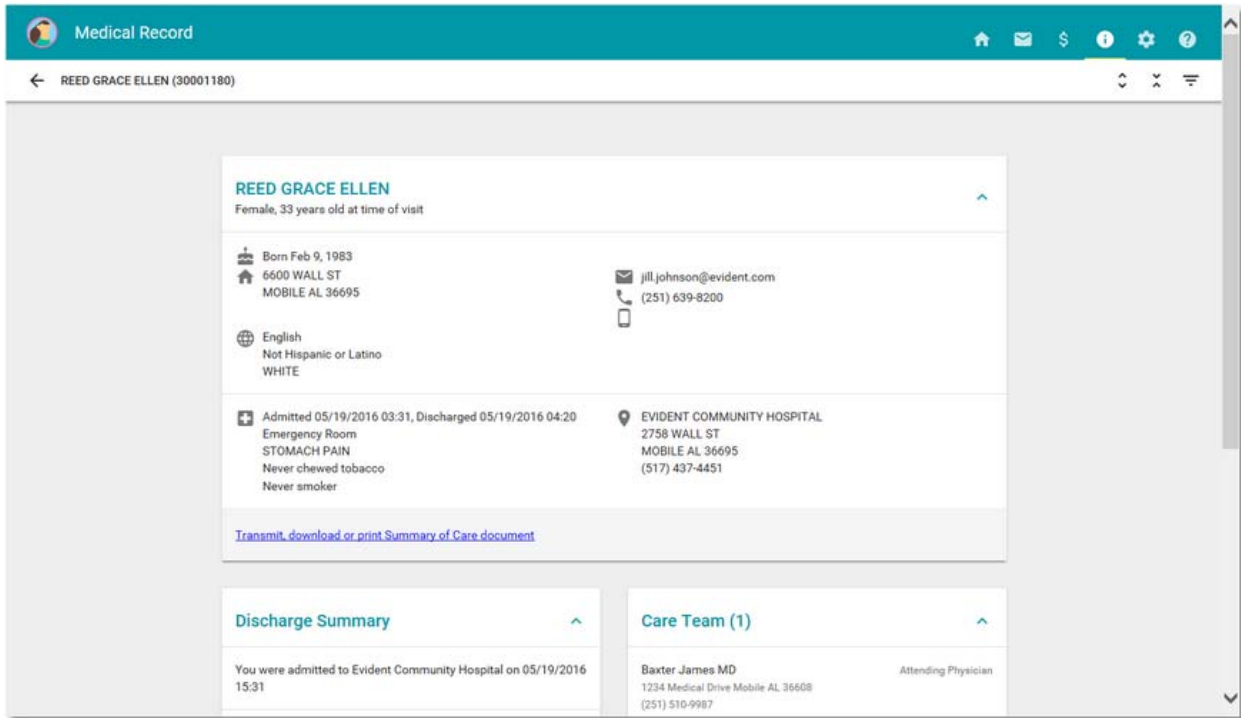 Medical Record
REED GRACE ELLEN (30001180)
REED GRACE ELLEN
Female, 33 years old at time of visit
Born Feb 9, 1983
6600 WALL ST
MOBILE AL 36695
jill.johnson@evident.com
(251) 639-8200
English
Not Hispanic or Latino
WHITE
Admitted 05/19/2016 03:31, Discharged 05/19/2016 04:20
Emergency Room
STOMACH PAIN
Never chewed tobacco
Never smoker
EVIDENT COMMUNITY HOSPITAL
2758 WALL ST
MOBILE AL 36695
(517) 437-4451
Transmit, download or print Summary of Care document
Discharge Summary
You were admitted to Evident Community Hospital on 05/19/2016
15:31
Care Team (1)
Baxter James MD
Attending Physician
1234 Medical Drive Mobile AL 36608
(251) 510-9987